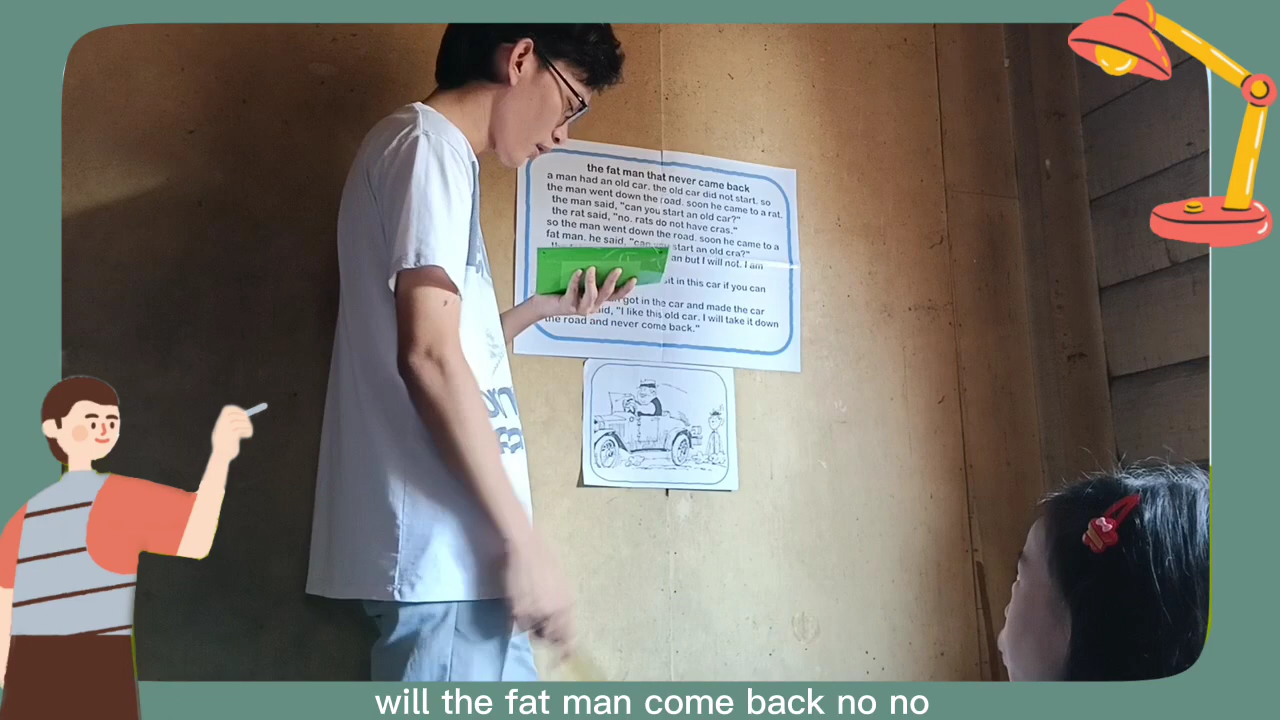 the fat man that never came back
a man had an old car. the old car did not start. so
the man went down the road. soon he came to a rat.
the man said, "can you start an old car?"
the rat said, "no. rats do not have cras."
so the man went down the road. soon he came to a
fat man. he said, "can you start an old cra?"
an but I will not. I am
sit in this car if you can
got in the car and made the car
"I like this old car. I will take it down
the road and never come back."
will the fat man come back no no